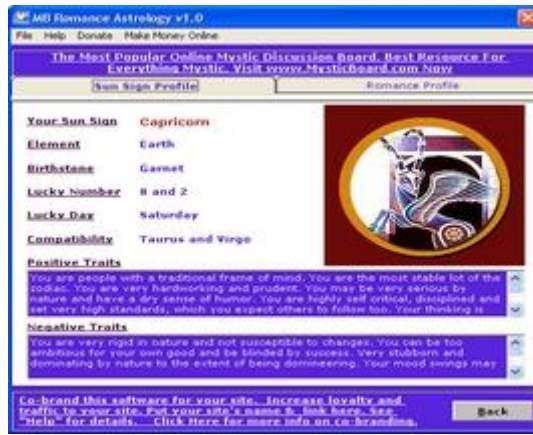 MB Romance Astrology v1.0
File Help Donate Make Money Online
The Most Popular Online Mystic Discussion Board. Best Resource For
Everything Mystic. Visit www.MysticBoard.com Now
Sun Sign Profile Romance Profile
Your Sun Sign Capricorn
Element Earth
Birthstone Garnet
Lucky Number 8 and 2
Lucky Day Saturday
Compatibility Taurus and Virgo
Positive Traits
You are people with a traditional frame of mind. You are the most stable lot of the
zodiac. You are very hardworking and prudent. You may be very serious by
nature and have a dry sense of humor. You are highly self critical, disciplined and
set very high standards, which you expect others to follow too. Your thinking is
Negative Traits
You are very rigid in nature and not susceptible to changes. You can be too
ambitious for your own good and be blinded by success. Very stubborn and
dominating by nature to the extent of being domineering. Your mood swings may
Co-brand this software for your site. Increase loyalty and
traffic to your site. Put your site's name & link here. See
"Help" for details. Click Here for more info on co-branding.
Back